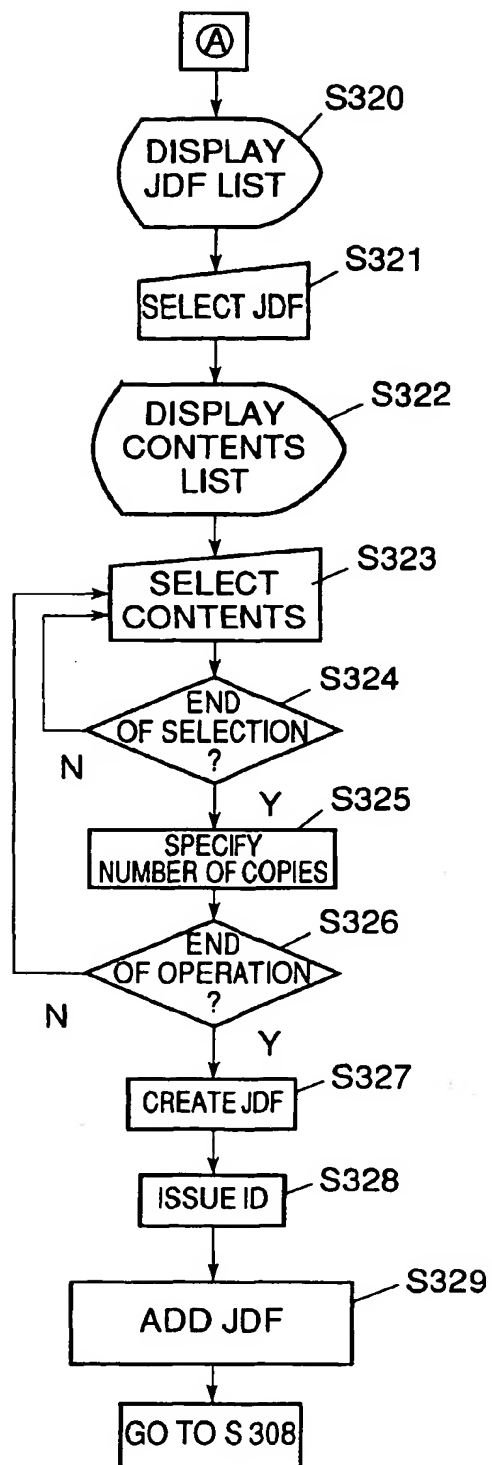 A
S320
DISPLAY
JDF LIST
S321
SELECT JDF
S322
DISPLAY
CONTENTS
LIST
S323
SELECT
CONTENTS
S324
END
OF SELECTION
?
N
Y
S325
SPECIFY
NUMBER OF COPIES
S326
END
OF OPERATION
?
N
Y
S327
CREATE JDF
S328
ISSUE ID
S329
ADD JDF
GO TO S 308